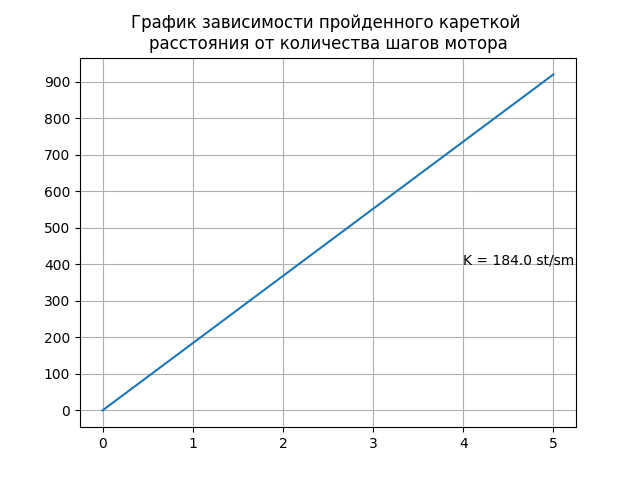 График зависимости пройденного кареткой
расстояния от количества шагов мотора
900
800
700
600
500
400
300
200
100
0
K = 184.0 st/sm
0 1 2 3 4 5